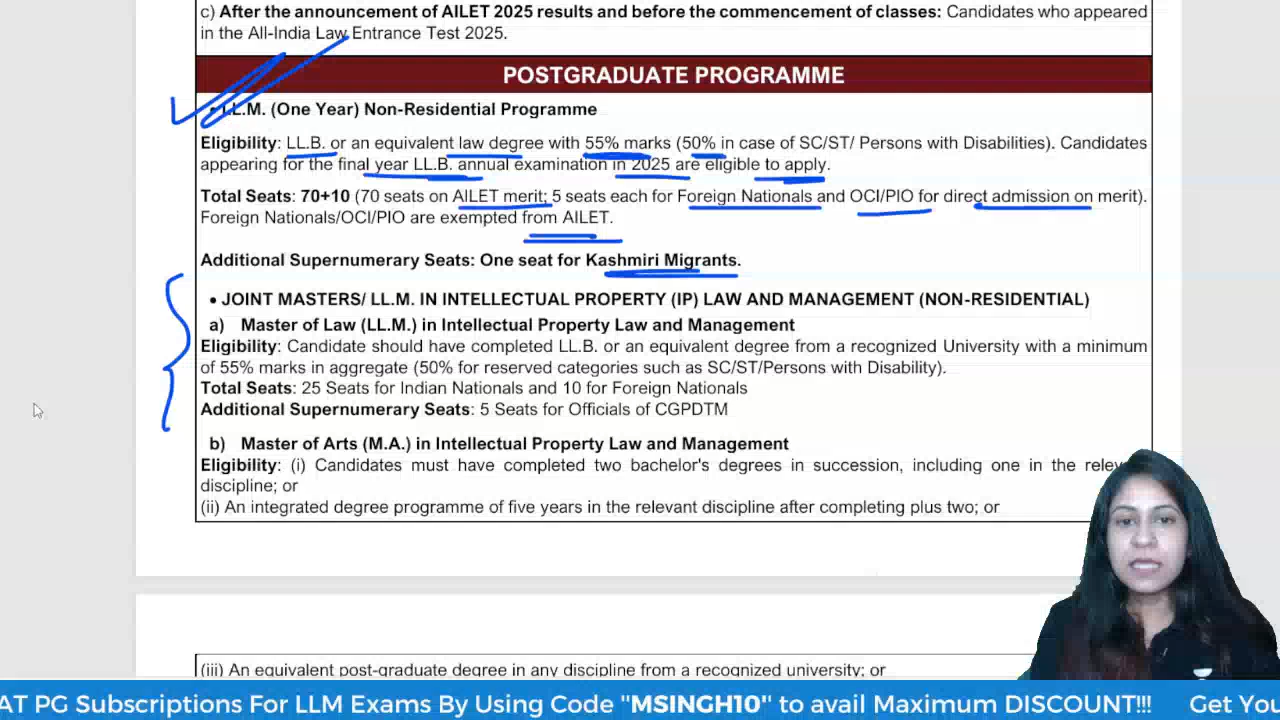 c) After the announcement of AILET 2025 results and before the commencement of classes: Candidates who appeared
in the All-India Law Entrance Test 2025.
POSTGRADUATE PROGRAMME
• LL.M. (One Year) Non-Residential Programme
Eligibility: LL.B. or an equivalent law degree with 55% marks (50% in case of SC/ST/ Persons with Disabilities). Candidates
appearing for the final year LL.B. annual examination in 2025 are eligible to apply.
Total Seats: 70+10 (70 seats on AILET merit; 5 seats each for Foreign Nationals and OCI/PIO for direct admission on merit).
Foreign Nationals/OCI/PIO are exempted from AILET.
Additional Supernumerary Seats: One seat for Kashmiri Migrants.
• JOINT MASTERS/ LL.M. IN INTELLECTUAL PROPERTY (IP) LAW AND MANAGEMENT (NON-RESIDENTIAL)
a) Master of Law (LL.M.) in Intellectual Property Law and Management
Eligibility: Candidate should have completed LL.B. or an equivalent degree from a recognized University with a minimum
of 55% marks in aggregate (50% for reserved categories such as SC/ST/Persons with Disability).
Total Seats: 25 Seats for Indian Nationals and 10 for Foreign Nationals
Additional Supernumerary Seats: 5 Seats for Officials of CGPDTM
b) Master of Arts (M.A.) in Intellectual Property Law and Management
Eligibility: (i) Candidates must have completed two bachelor's degrees in succession, including one in the
discipline; or
(ii) An integrated degree programme of five years in the relevant discipline after completing plus two; or
(iii) An equivalent post-graduate degree in any discipline from a recognized university; or
AT PG Subscriptions For LLM Exams By Using Code "MSINGH10" to avail Maximum DISCOUNT!!! Get You